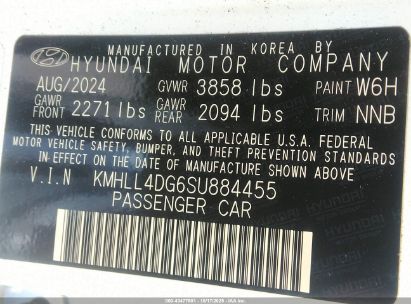 MANUFACTURED IN KOREA BY
HYUNDAI MOTOR COMPANY
AUG/2024 GVWR 3858 lbs PAINT W6H
GAWR FRONT 2271 lbs GAWR REAR 2094 lbs TRIM NNB
THIS VEHICLE CONFORMS TO ALL APPLICABLE U.S.A. FEDERAL
MOTOR VEHICLE SAFETY, BUMPER, AND THEFT PREVENTION
STANDARDS IN EFFECT ON THE DATE OF MANUFACTURE SHOWN ABOVE
V.I.N KMHLL4DG6SU884455
PASSENGER CAR